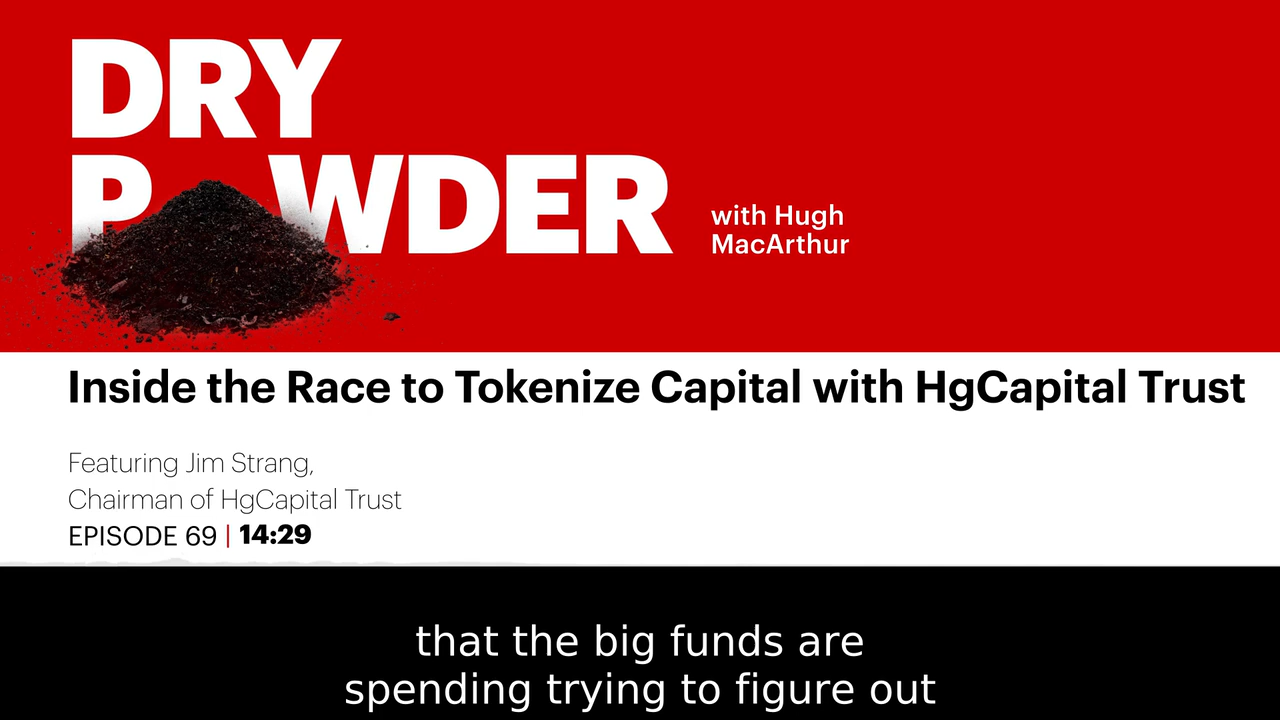 DRY
POWDER
with Hugh
MacArthur
Inside the Race to Tokenize Capital with HgCapital Trust
Featuring Jim Strang,
Chairman of HgCapital Trust
EPISODE 69 | 14:29
that the big funds are
spending trying to figure out